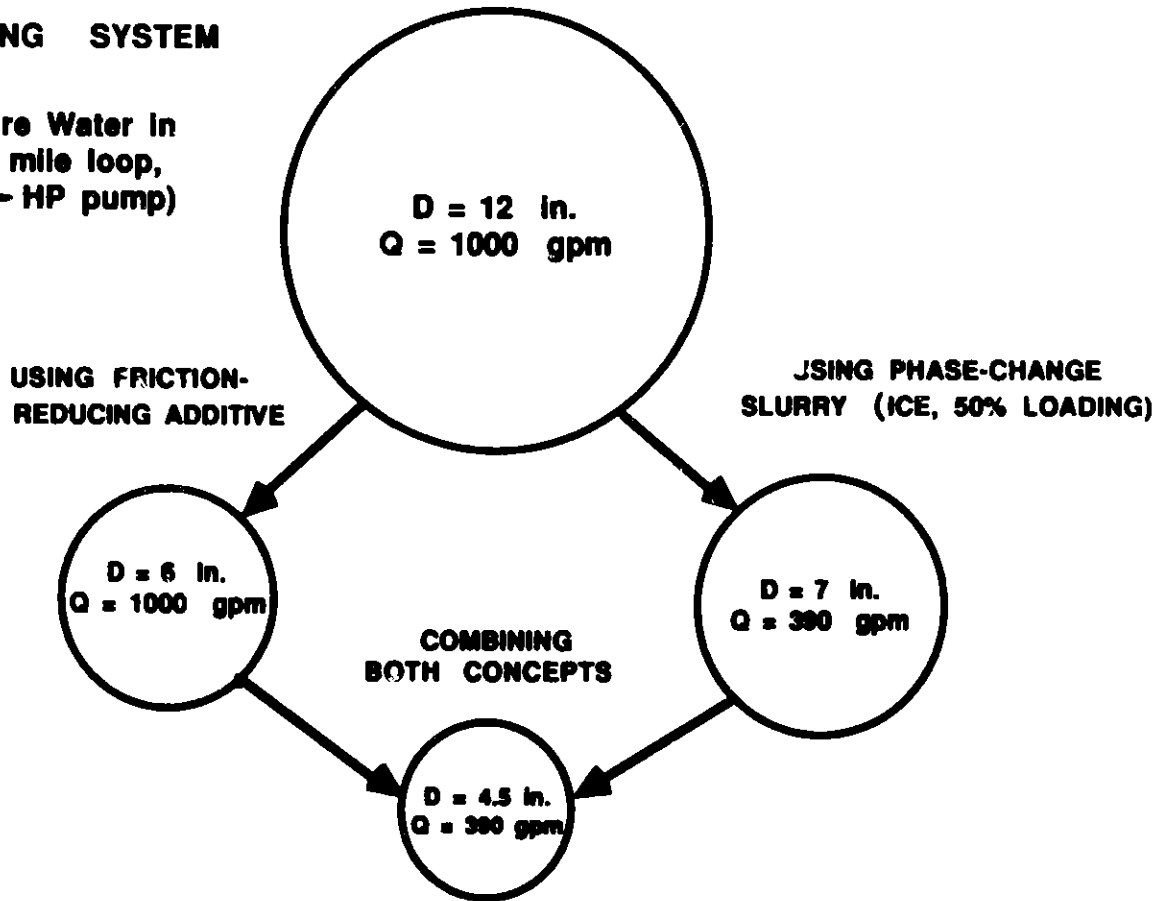 NG SYSTEM
re Water in
mile loop,
- HP pump)
D = 12 in.
Q = 1000 gpm
USING FRICTION-
REDUCING ADDITIVE
JSING PHASE-CHANGE
SLURRY (ICE, 50% LOADING)
D = 6 in.
Q = 1000 gpm
D = 7 in.
Q = 390 gpm
COMBINING
BOTH CONCEPTS
D = 4.5 in.
Q = 390 gpm